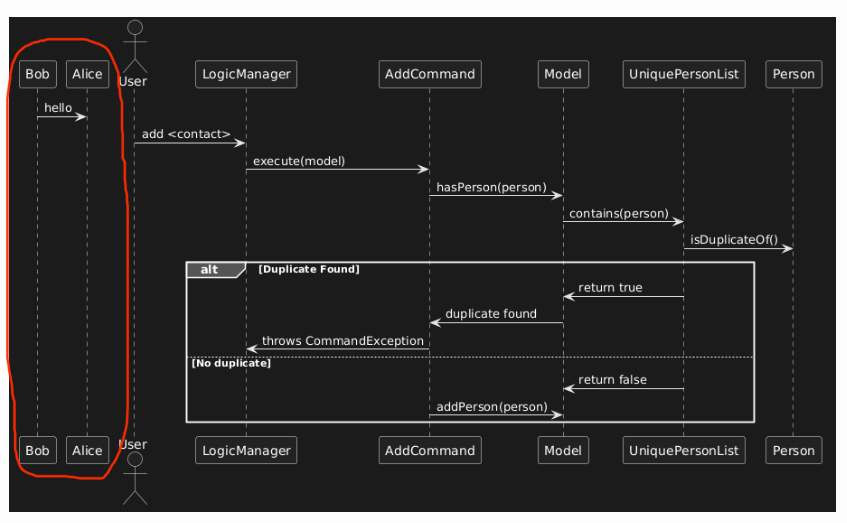 Bob Alice User LogicManager AddCommand Model UniquePersonList Person
hello
add <contact>
execute(model)
hasPerson(person)
contains(person)
isDuplicateOf()
alt [Duplicate Found]
return true
duplicate found
throws CommandException
[No duplicate]
return false
addPerson(person)
Bob Alice User LogicManager AddCommand Model UniquePersonList Person